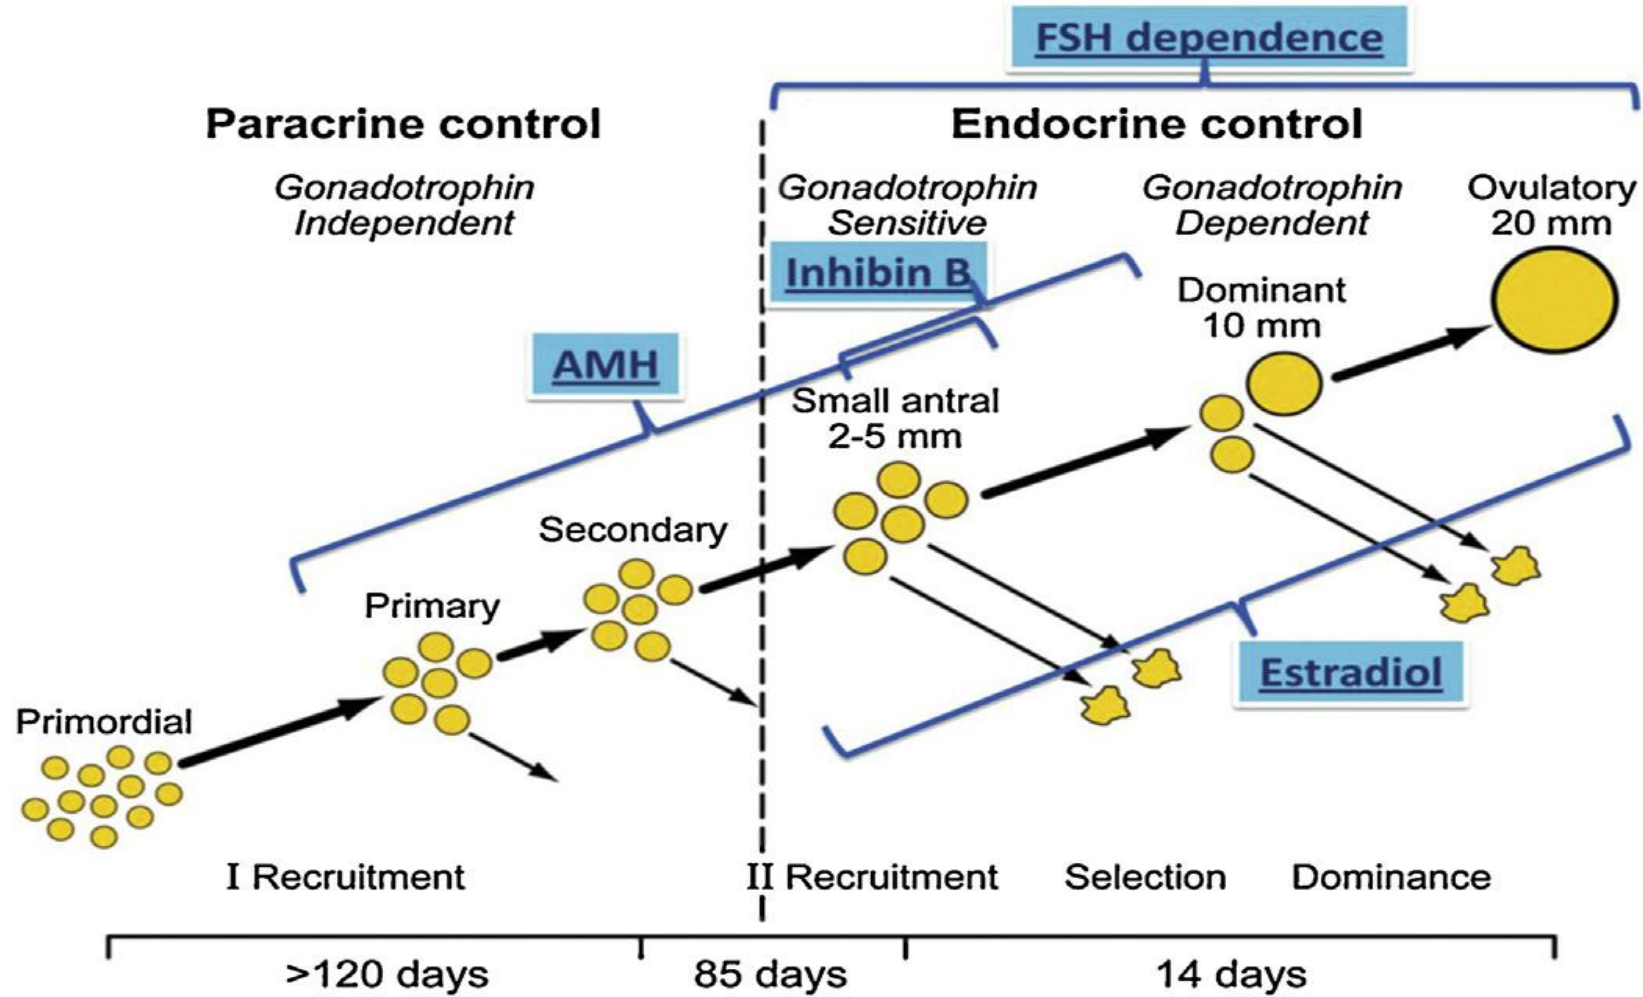 FSH dependence
Paracrine control
Endocrine control
Gonadotrophin
Independent
Gonadotrophin
Sensitive
Gonadotrophin
Dependent
Ovulatory
20 mm
Inhibin B
Dominant
10 mm
AMH
Small antral
2-5 mm
Secondary
Primary
Estradiol
Primordial
I Recruitment
II Recruitment
Selection
Dominance
>120 days
85 days
14 days